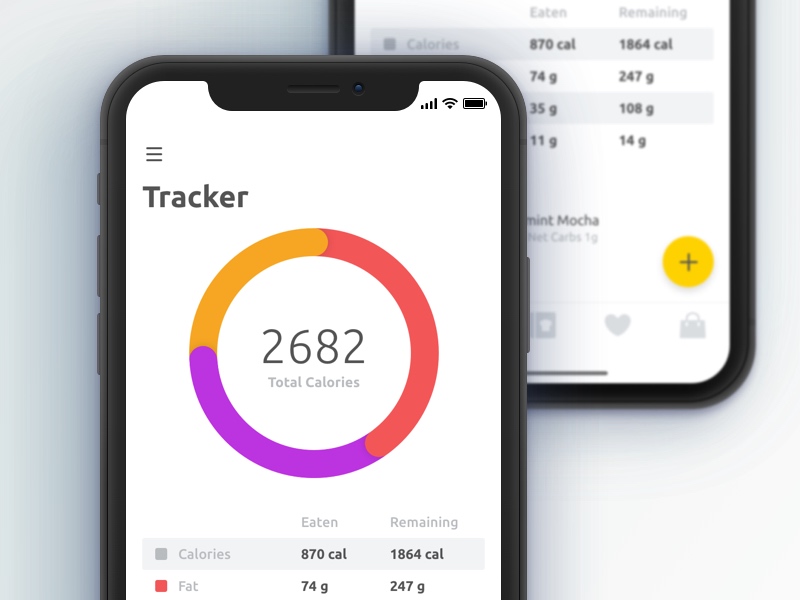 Tracker
2682
Total Calories
Eaten Remaining
Calories 870 cal 1864 cal
Fat 74 g 247 g
Eaten Remaining
Calories 870 cal 1864 cal
74 g 247 g
35 g 108 g
11 g 14 g
mint Mocha
Net Carbs 1g